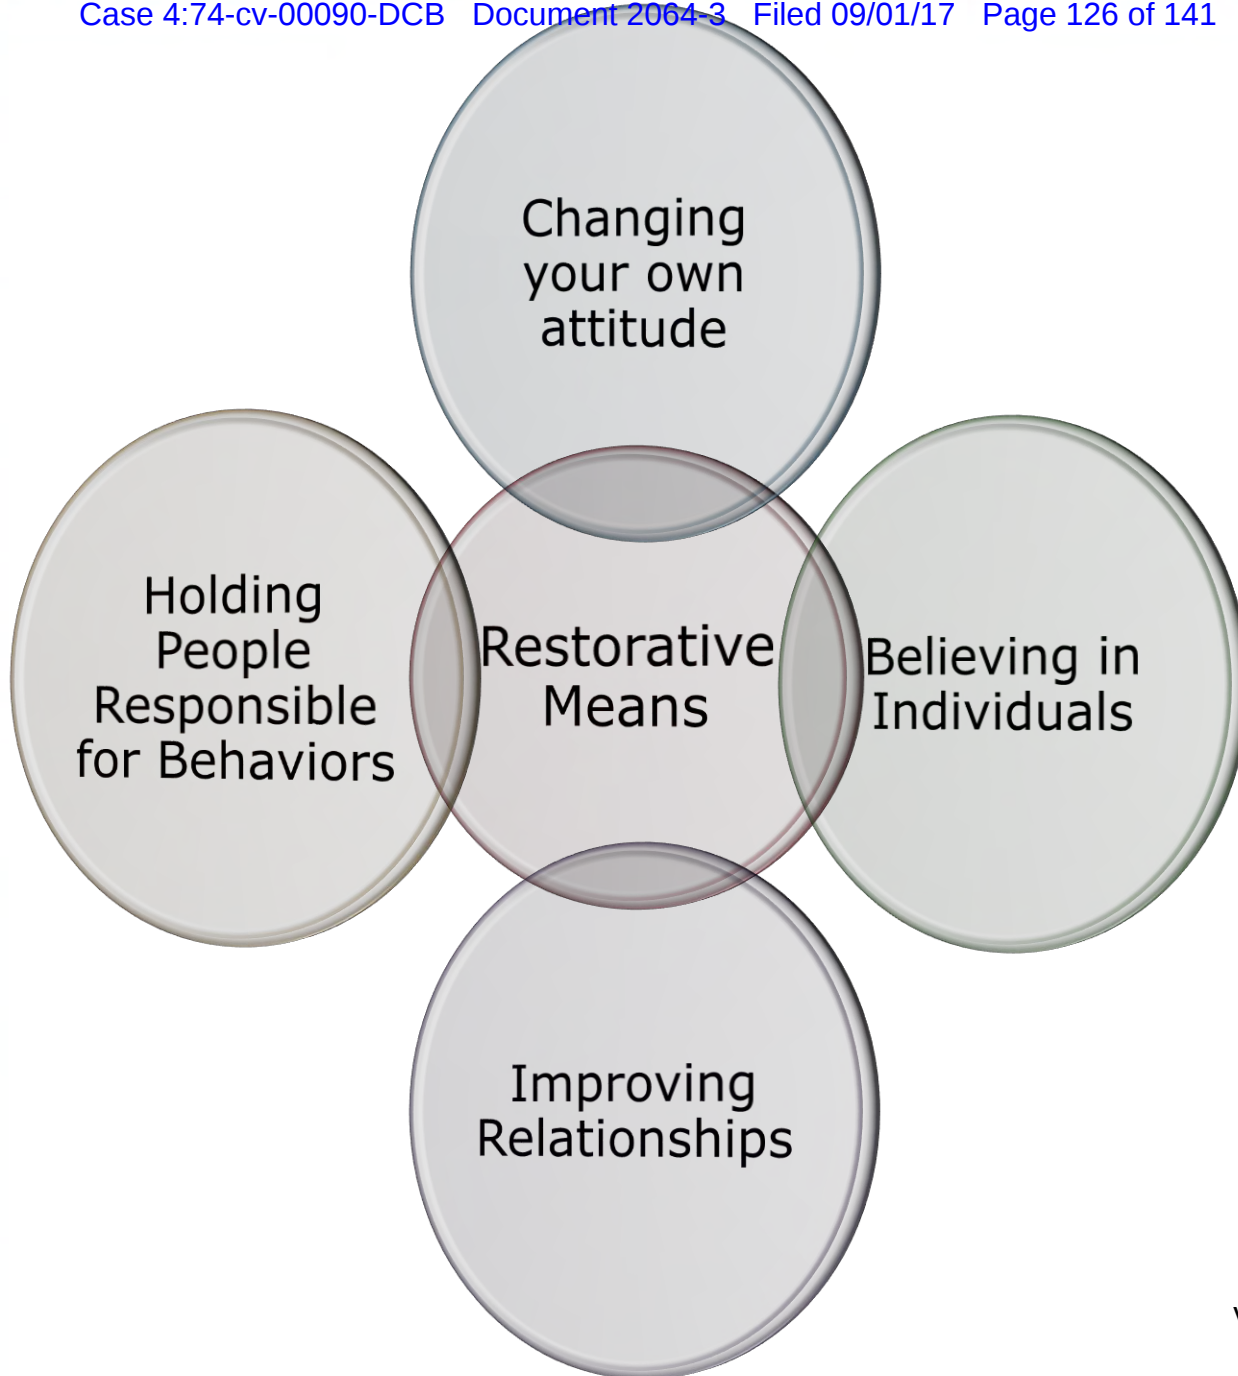 Case 4:74-cv-00090-DCB Document 2064-3 Filed 09/01/17 Page 126 of 141
Changing
your own
attitude
Holding
People
Responsible
for Behaviors
Restorative
Means
Believing in
Individuals
Improving
Relationships